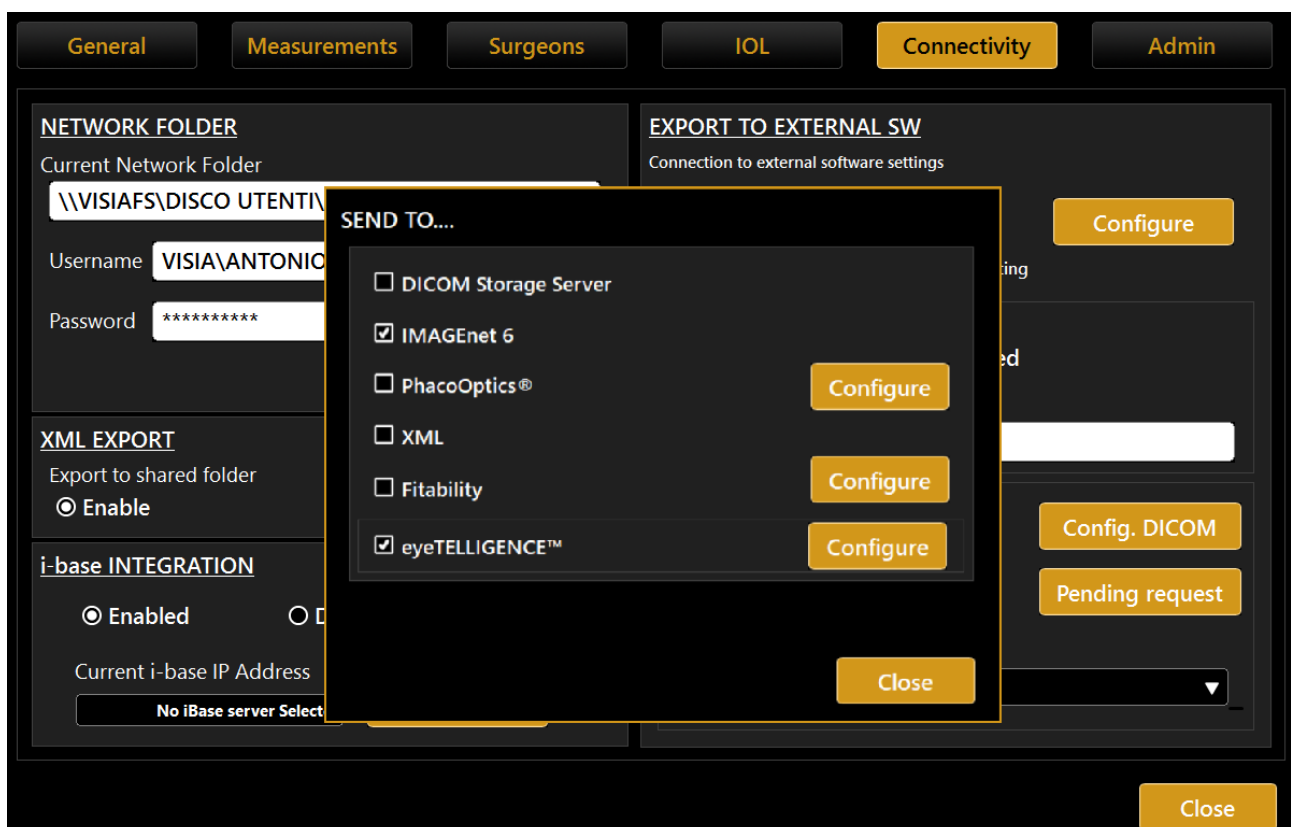 General Measurements Surgeons IOL Connectivity Admin
NETWORK FOLDER
Current Network Folder
\\VISIAFS\DISCO UTENTI\
Username VISIA\ANTONIO
Password **********
XML EXPORT
Export to shared folder
Enable
i-base INTEGRATION
Enabled
Current i-base IP Address
No iBase server Select
EXPORT TO EXTERNAL SW
Connection to external software settings
Configure
Config. DICOM
Pending request
SEND TO....
DICOM Storage Server
IMAGEnet 6
PhacoOptics® Configure
XML
Fitability Configure
eyeTELLIGENCE™ Configure
Close
Close